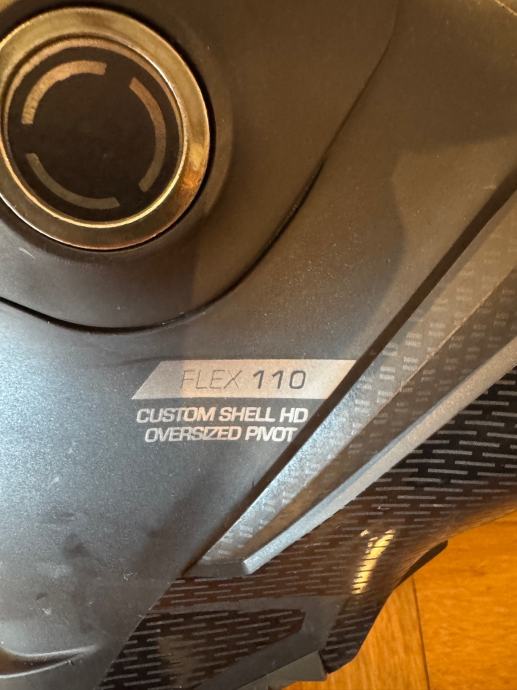 FLEX 110
CUSTOM SHELL HD
OVERSIZED PIVOT